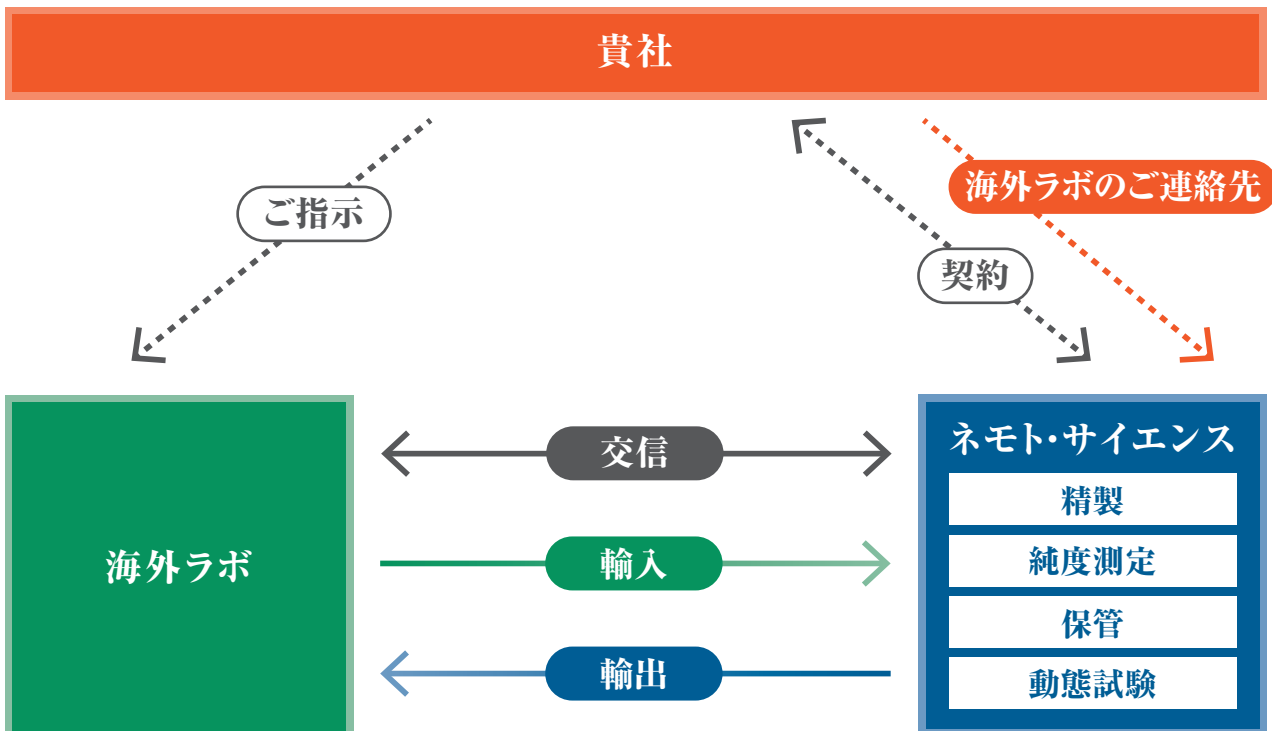 貴社
ご指示
海外ラボのご連絡先
契約
海外ラボ
交信
輸入
輸出
ネモト・サイエンス
精製
純度測定
保管
動態試験